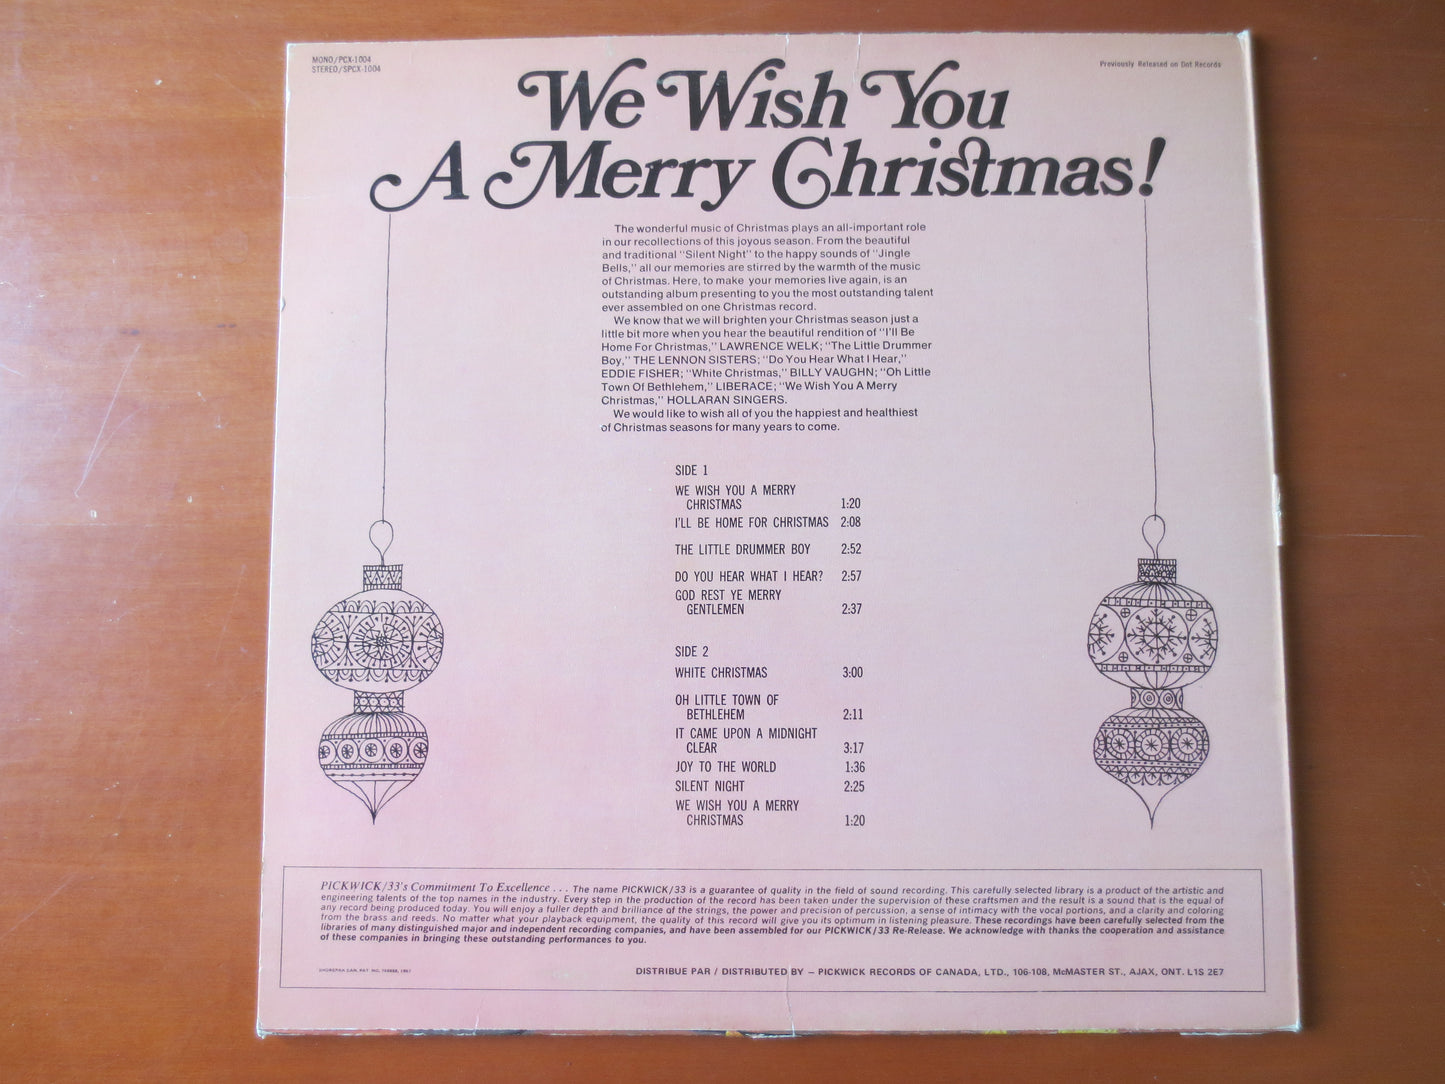 MONO/PCX-1004
STEREO/SPCX-1004
Previously Released on Dot Records
We Wish You
A Merry Christmas!
The wonderful music of Christmas plays an all-important role
in our recollections of this joyous season. From the beautiful
and traditional "Silent Night" to the happy sounds of "Jingle
Bells," all our memories are stirred by the warmth of the music
of Christmas. Here, to make your memories live again, is an
outstanding album presenting to you the most outstanding talent
ever assembled on one Christmas record.
We know that we will brighten your Christmas season just a
little bit more when you hear the beautiful rendition of "I'll Be
Home For Christmas," LAWRENCE WELK; "The Little Drummer
Boy," THE LENNON SISTERS; "Do You Hear What I Hear,"
EDDIE FISHER; "White Christmas," BILLY VAUGHN; "Oh Little
Town Of Bethlehem," LIBERACE; "We Wish You A Merry
Christmas," HOLLARAN SINGERS.
We would like to wish all of you the happiest and healthiest
of Christmas seasons for many years to come.
SIDE 1
WE WISH YOU A MERRY
CHRISTMAS 1:20
I'LL BE HOME FOR CHRISTMAS 2:08
THE LITTLE DRUMMER BOY 2:52
DO YOU HEAR WHAT I HEAR? 2:57
GOD REST YE MERRY
GENTLEMEN 2:37
SIDE 2
WHITE CHRISTMAS 3:00
OH LITTLE TOWN OF
BETHLEHEM 2:11
IT CAME UPON A MIDNIGHT
CLEAR 3:17
JOY TO THE WORLD 1:36
SILENT NIGHT 2:25
WE WISH YOU A MERRY
CHRISTMAS 1:20
PICKWICK/33's Commitment To Excellence . . . The name PICKWICK/33 is a guarantee of quality in the field of sound recording. This carefully selected library is a product of the artistic and
engineering talents of the top names in the industry. Every step in the production of the record has been taken under the supervision of these craftsmen and the result is a sound that is the equal of
any record being produced today. You will enjoy a fuller depth and brilliance of the strings, the power and precision of percussion, a sense of intimacy with the vocal portions, and a clarity and coloring
from the brass and reeds. No matter what your playback equipment, the quality of this record will give you its optimum in listening pleasure. These recordings have been carefully selected from the
libraries of many distinguished major and independent recording companies, and have been assembled for our PICKWICK/33 Re-Release. We acknowledge with thanks the cooperation and assistance
of these companies in bringing these outstanding performances to you.
CAN. PAT. NO. 1967
DISTRIBUE PAR / DISTRIBUTED BY – PICKWICK RECORDS OF CANADA, LTD., 106-108, McMASTER ST., AJAX, ONT. L1S 2E7